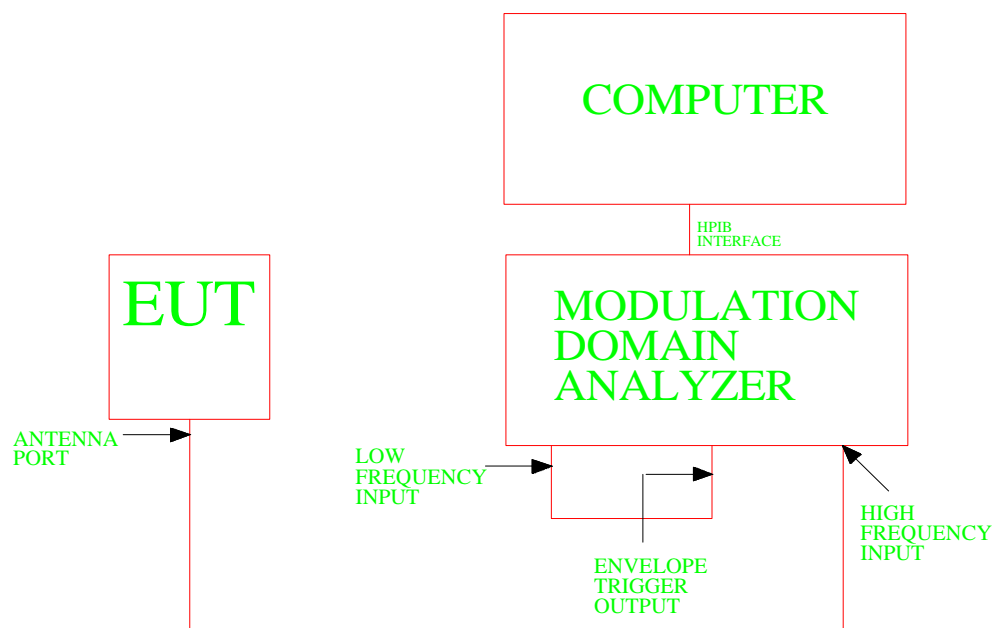 COMPUTER
HPIB
INTERFACE
EUT
MODULATION
DOMAIN
ANALYZER
ANTENNA
PORT
LOW
FREQUENCY
INPUT
ENVELOPE
TRIGGER
OUTPUT
HIGH
FREQUENCY
INPUT